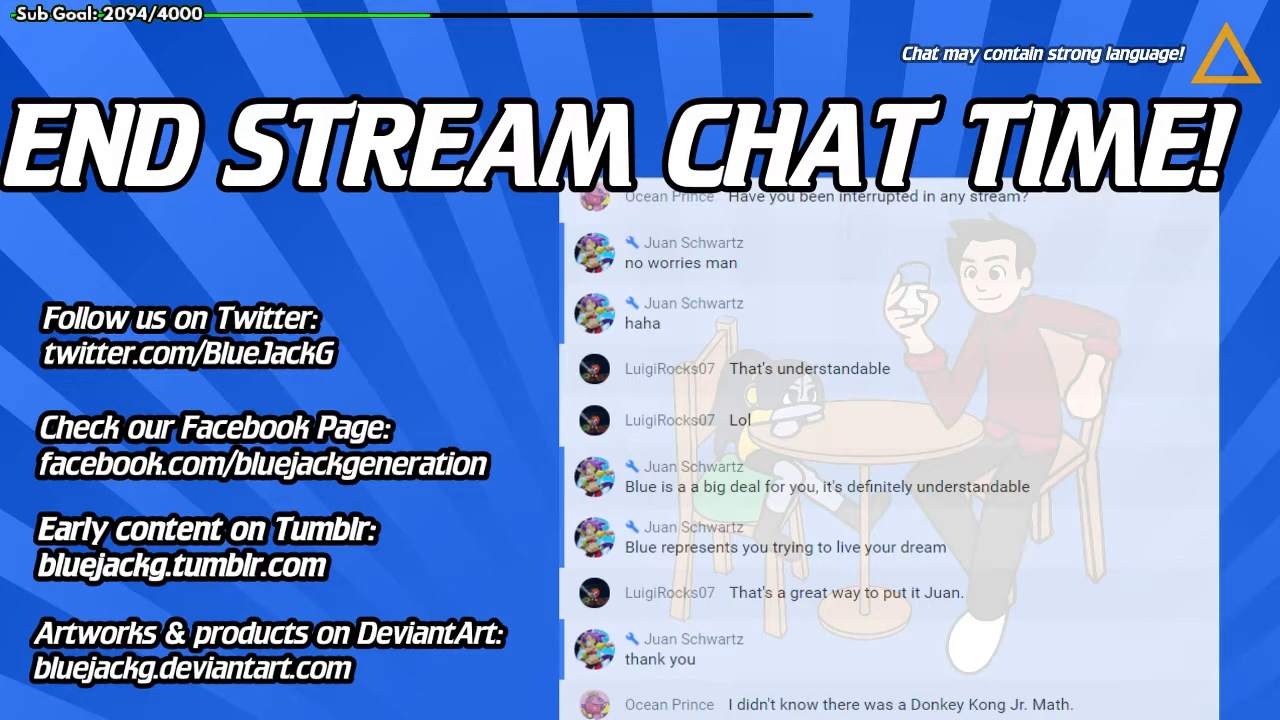 Sub Goal: 2094/4000
Chat may contain strong language!
END STREAM CHAT TIME!
Follow us on Twitter:
twitter.com/BlueJackG
Check our Facebook Page:
facebook.com/bluejackgeneration
Early content on Tumblr:
bluejackg.tumblr.com
Artworks & products on DeviantArt:
bluejackg.deviantart.com
Ocean Prince Have you been interrupted in any stream?
Juan Schwartz
no worries man
Juan Schwartz
haha
LuigiRocks07 That's understandable
LuigiRocks07 Lol
Juan Schwartz
Blue is a a big deal for you, it's definitely understandable
Juan Schwartz
Blue represents you trying to live your dream
LuigiRocks07 That's a great way to put it Juan.
Juan Schwartz
thank you
Ocean Prince I didn't know there was a Donkey Kong Jr. Math.